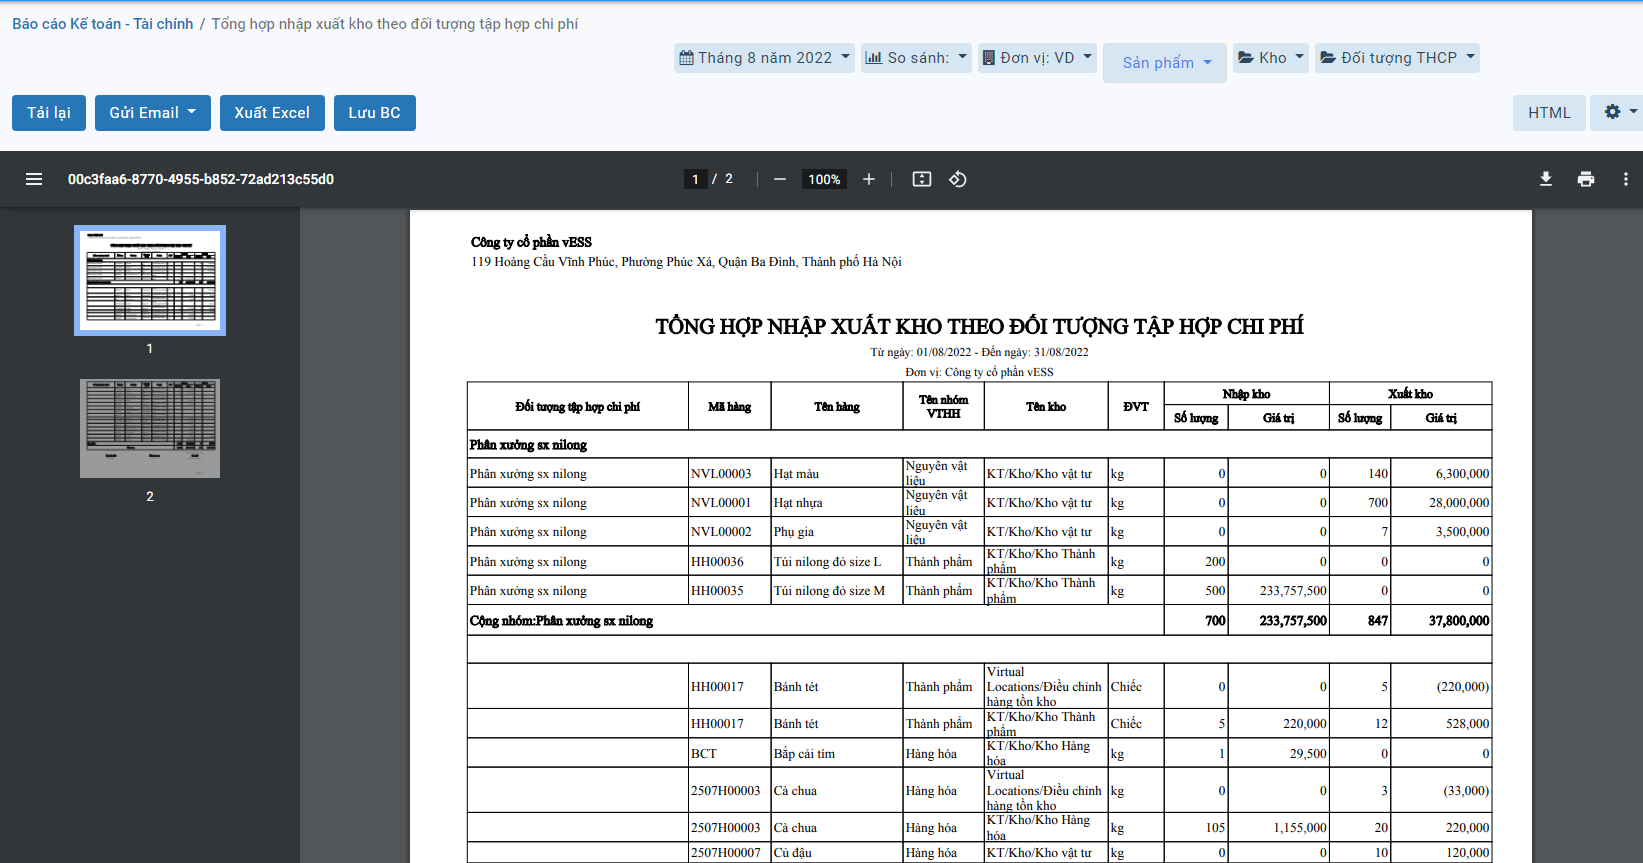 Báo cáo Kế toán - Tài chính / Tổng hợp nhập xuất kho theo đối tượng tập hợp chi phí
Tháng 8 năm 2022 So sánh: Đơn vị: VD Sản phẩm Kho Đối tượng THCP
Tải lại Gửi Email Xuất Excel Lưu BC HTML
00c3faa6-8770-4955-b852-72ad213c55d0 1 / 2 100%
1
2
Công ty cổ phần vESS
119 Hoàng Cầu Vĩnh Phúc, Phường Phúc Xá, Quận Ba Đình, Thành phố Hà Nội
TỔNG HỢP NHẬP XUẤT KHO THEO ĐỐI TƯỢNG TẬP HỢP CHI PHÍ
Từ ngày: 01/08/2022 - Đến ngày: 31/08/2022
Đơn vị: Công ty cổ phần vESS
Đối tượng tập hợp chi phí Mã hàng Tên hàng Tên nhóm VTHH Tên kho ĐVT Nhập kho Xuất kho
Số lượng Giá trị Số lượng Giá trị
Phân xưởng sx nilong
Phân xưởng sx nilong NVL00003 Hạt màu Nguyên vật liệu KT/Kho/Kho vật tư kg 0 0 140 6,300,000
Phân xưởng sx nilong NVL00001 Hạt nhựa Nguyên vật liệu KT/Kho/Kho vật tư kg 0 0 700 28,000,000
Phân xưởng sx nilong NVL00002 Phụ gia Nguyên vật liệu KT/Kho/Kho vật tư kg 0 0 7 3,500,000
Phân xưởng sx nilong HH00036 Túi nilong đỏ size L Thành phẩm KT/Kho/Kho Thành phẩm kg 200 0 0 0
Phân xưởng sx nilong HH00035 Túi nilong đỏ size M Thành phẩm KT/Kho/Kho Thành phẩm kg 500 233,757,500 0 0
Cộng nhóm:Phân xưởng sx nilong 700 233,757,500 847 37,800,000
HH00017 Bánh tét Thành phẩm Virtual Locations/Điều chỉnh hàng tồn kho Chiếc 0 0 5 (220,000)
HH00017 Bánh tét Thành phẩm KT/Kho/Kho Thành phẩm Chiếc 5 220,000 12 528,000
BCT Bắp cải tím Hàng hóa KT/Kho/Kho Hàng hóa kg 1 29,500 0 0
2507H00003 Cà chua Hàng hóa Virtual Locations/Điều chỉnh hàng tồn kho kg 0 0 3 (33,000)
2507H00003 Cà chua Hàng hóa KT/Kho/Kho Hàng hóa kg 105 1,155,000 20 220,000
2507H00007 Củ đậu Hàng hóa KT/Kho/Kho vật tư kg 0 0 10 120,000